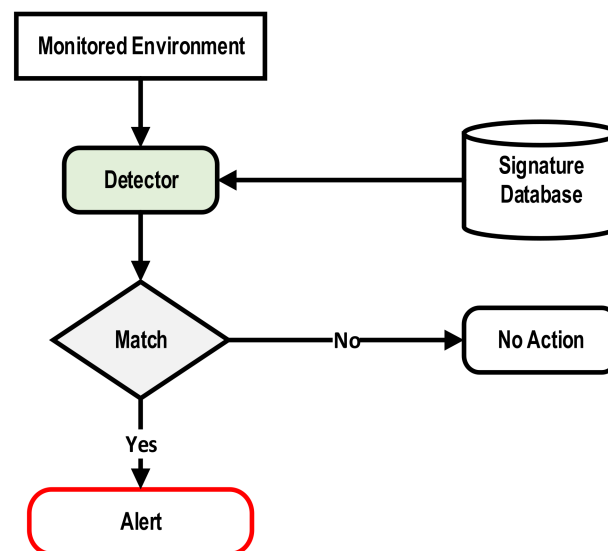 Monitored Environment
Detector
Signature
Database
Match
No
No Action
Yes
Alert